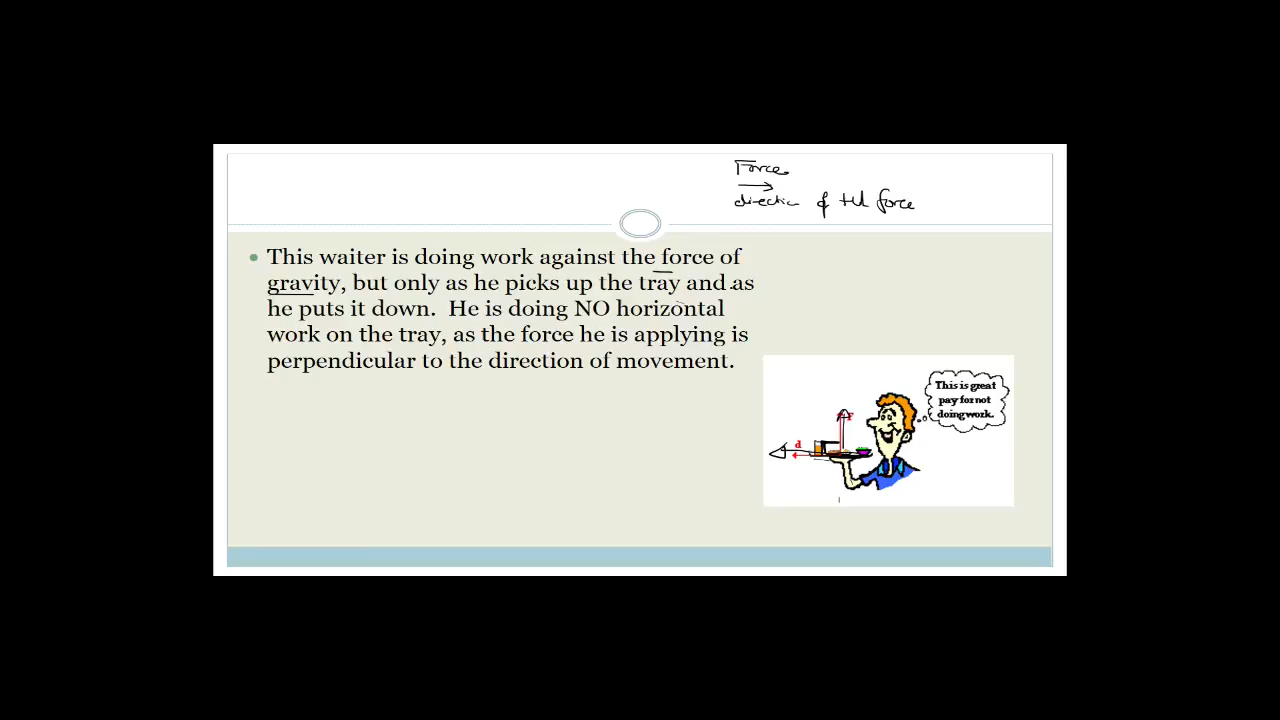 Force
direction of the force
This waiter is doing work against the force of
gravity, but only as he picks up the tray and as
he puts it down. He is doing NO horizontal
work on the tray, as the force he is applying is
perpendicular to the direction of movement.
This is great
pay for not
doing work.
F
d